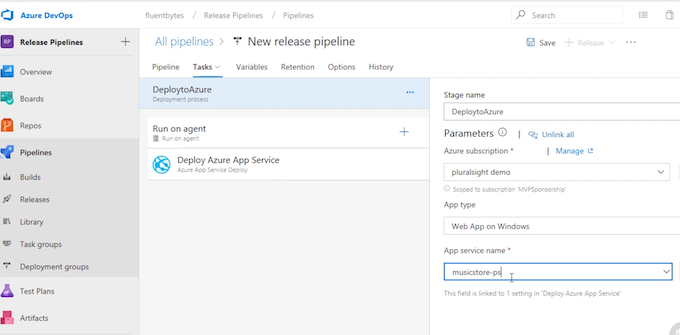 Azure DevOps
fluentbytes / Release Pipelines / Pipelines
Search
RP Release Pipelines +
All pipelines > New release pipeline
Save + Release ...
Overview
Boards
Repos
Pipelines
Builds
Releases
Library
Task groups
Deployment groups
Test Plans
Artifacts
Pipeline Tasks Variables Retention Options History
DeploytoAzure ...
Deployment process
Run on agent +
Run on agent
Deploy Azure App Service
Azure App Service Deploy
Stage name
DeploytoAzure
Parameters | Unlink all
Azure subscription * | Manage
pluralsight demo
Scoped to subscription 'MVPSponsorship'
App type
Web App on Windows
App service name *
musicstore-ps
This field is linked to 1 setting in 'Deploy Azure App Service'